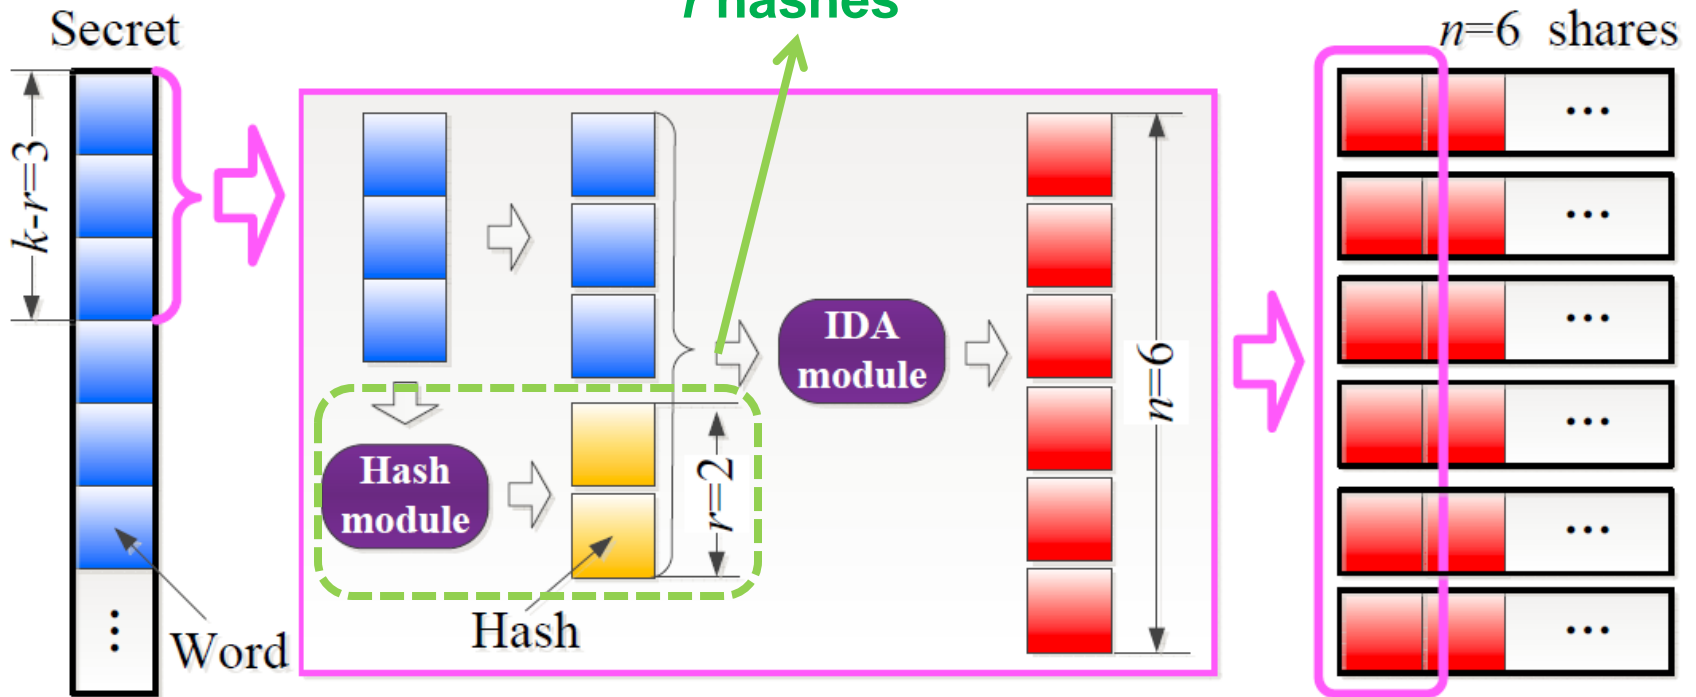 r hashes
Secret
n=6 shares
k-r=3
...
Word
Hash
module
Hash
r=2
IDA
module
n=6
...
...
...
...
...
...